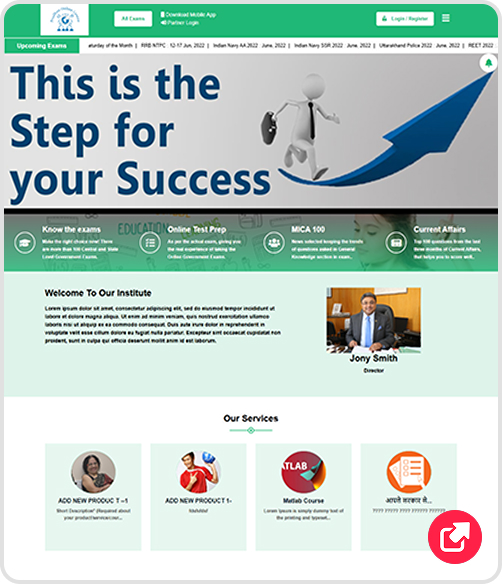 All Exams
Download Mobile App
Partner Login
Login / Register
Upcoming Exams
aturday of the Month | RRB NTPC 12-17 Jun, 2022 | Indian Navy AA 2022 June, 2022 | Indian Navy SSR 2022 June, 2022 | Uttarakhand Police 2022 June, 2022 | REET 2022
This is the
Step for
your Success
EDUCATION
Know the exams
Make the right choice now! There
are more than 100 Central and State
Level Government Exams.
Online Test Prep
As per the actual exam, giving you
the real experience of taking the
Online Government Exams.
MICA 100
News selected keeping the trends
of questions asked in General
Knowledge section in exam..
Current Affairs
Top 100 questions from the last
three months of Current Affairs,
that helps you to score well..
Welcome To Our Institute
Lorem ipsum dolor sit amet, consectetur adipiscing elit, sed do eiusmod tempor incididunt ut
labore et dolore magna aliqua. Ut enim ad minim veniam, quis nostrud exercitation ullamco
laboris nisi ut aliquip ex ea commodo consequat. Duis aute irure dolor in reprehenderit in
voluptate velit esse cillum dolore eu fugiat nulla pariatur. Excepteur sint occaecat cupidatat non
proident, sunt in culpa qui officia deserunt mollit anim id est laborum.
Jony Smith
Director
Our Services
ADD NEW PRODUC T --1
Short Description* (Required about
your product/service/cour...
ADD NEW PRODUC T 1-
MATLAB
Matlab Course
Lorem Ipsum is simply dummy text of
the printing and typeset...
आपले सरकार से...
????? ????? ???? ?????? ??????...